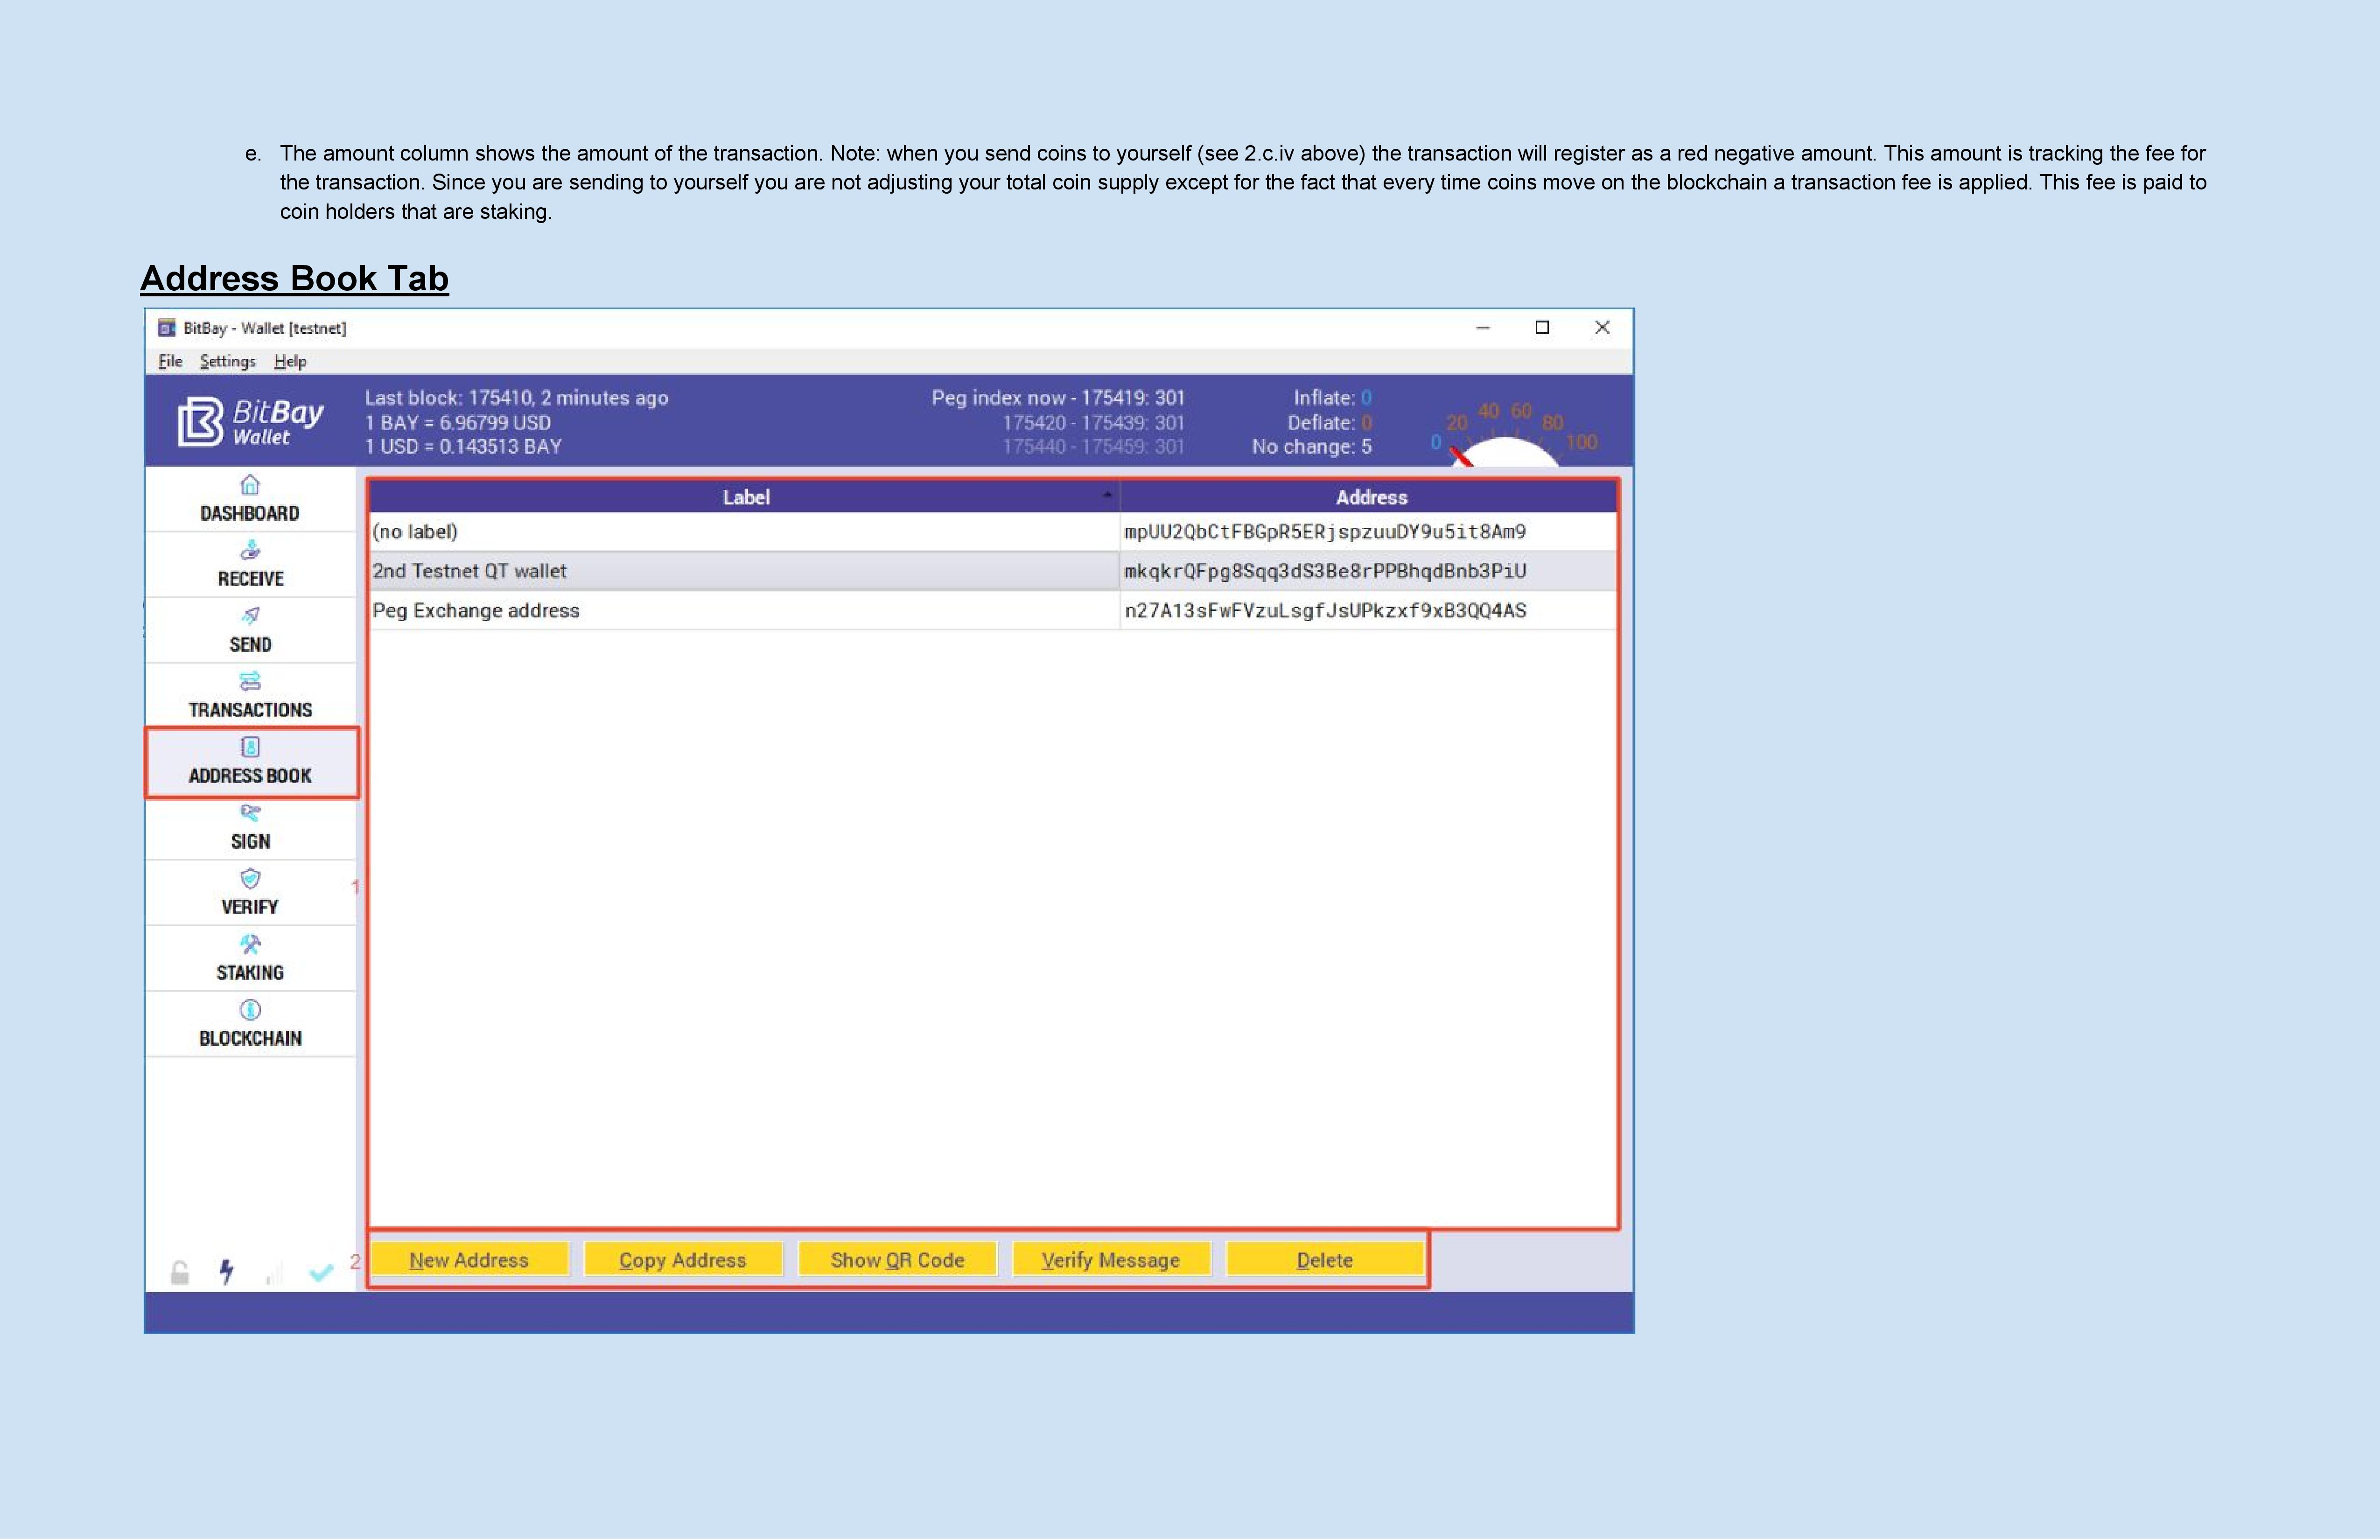 e. The amount column shows the amount of the transaction. Note: when you send coins to yourself (see 2.c.iv above) the transaction will register as a red negative amount. This amount is tracking the fee for
the transaction. Since you are sending to yourself you are not adjusting your total coin supply except for the fact that every time coins move on the blockchain a transaction fee is applied. This fee is paid to
coin holders that are staking.
Address Book Tab
BitBay - Wallet [testnet]
File Settings Help
BitBay
Wallet
Last block: 175410, 2 minutes ago
1 BAY = 6.96799 USD
1 USD = 0.143513 BAY
Peg index now - 175419: 301
175420 - 175439: 301
175440 - 175459: 301
Inflate: 0
Deflate: 0
No change: 5
0 20 40 60 80 100
DASHBOARD
RECEIVE
SEND
TRANSACTIONS
ADDRESS BOOK
SIGN
VERIFY
STAKING
BLOCKCHAIN
Label Address
(no label) mpUU2QbCtFBGpR5ERjspzuuDY9u5it8Am9
2nd Testnet QT wallet mkqkrQFpg8Sqq3dS3Be8rPPBhqdBnb3PiU
Peg Exchange address n27A13sFwFVzuLsgfJsUPkzxf9xB3QQ4AS
1
2
New Address Copy Address Show QR Code Verify Message Delete